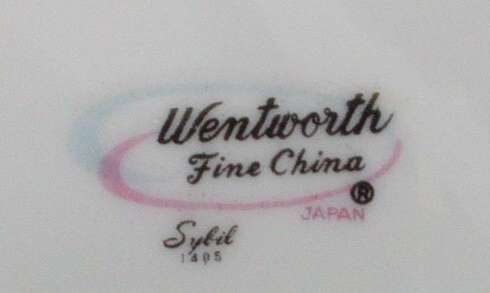 Wentworth
Fine China
®
JAPAN
Sybil
1405